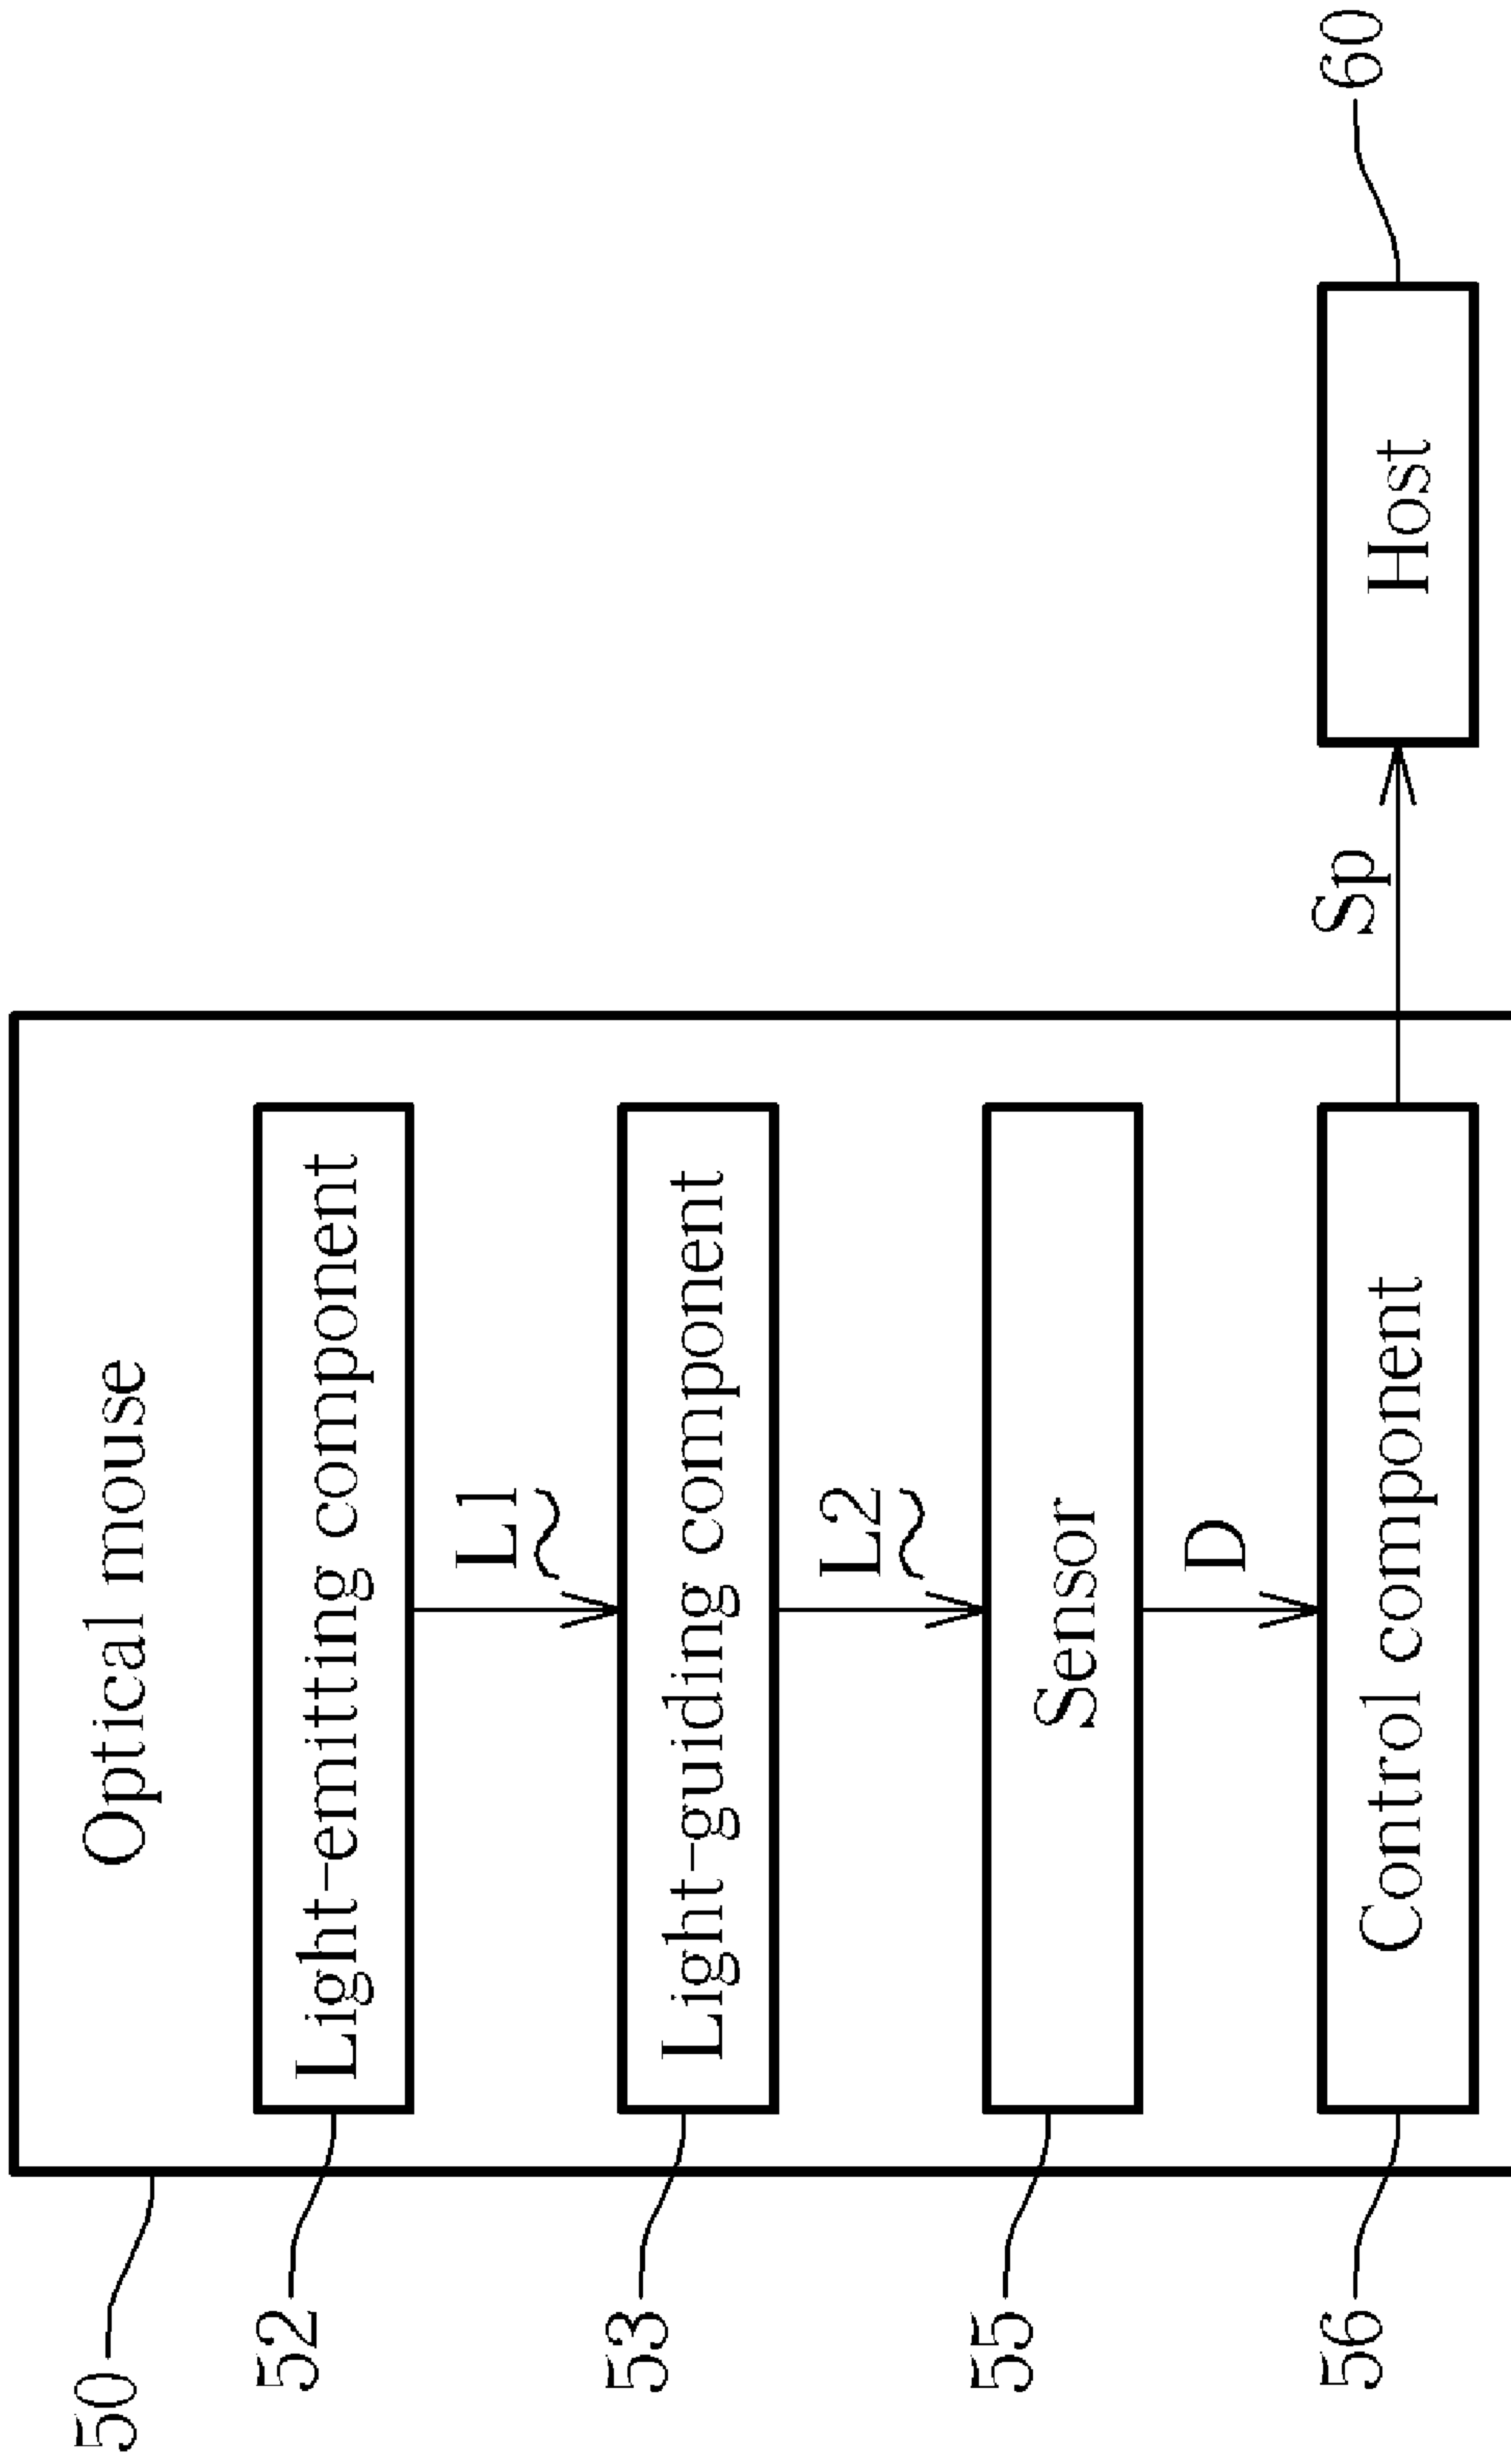 Optical mouse
50
Light-emitting component
52
L1
Light-guiding component
53
L2
Sensor
55
D
Control component
56
Sp
Host
60